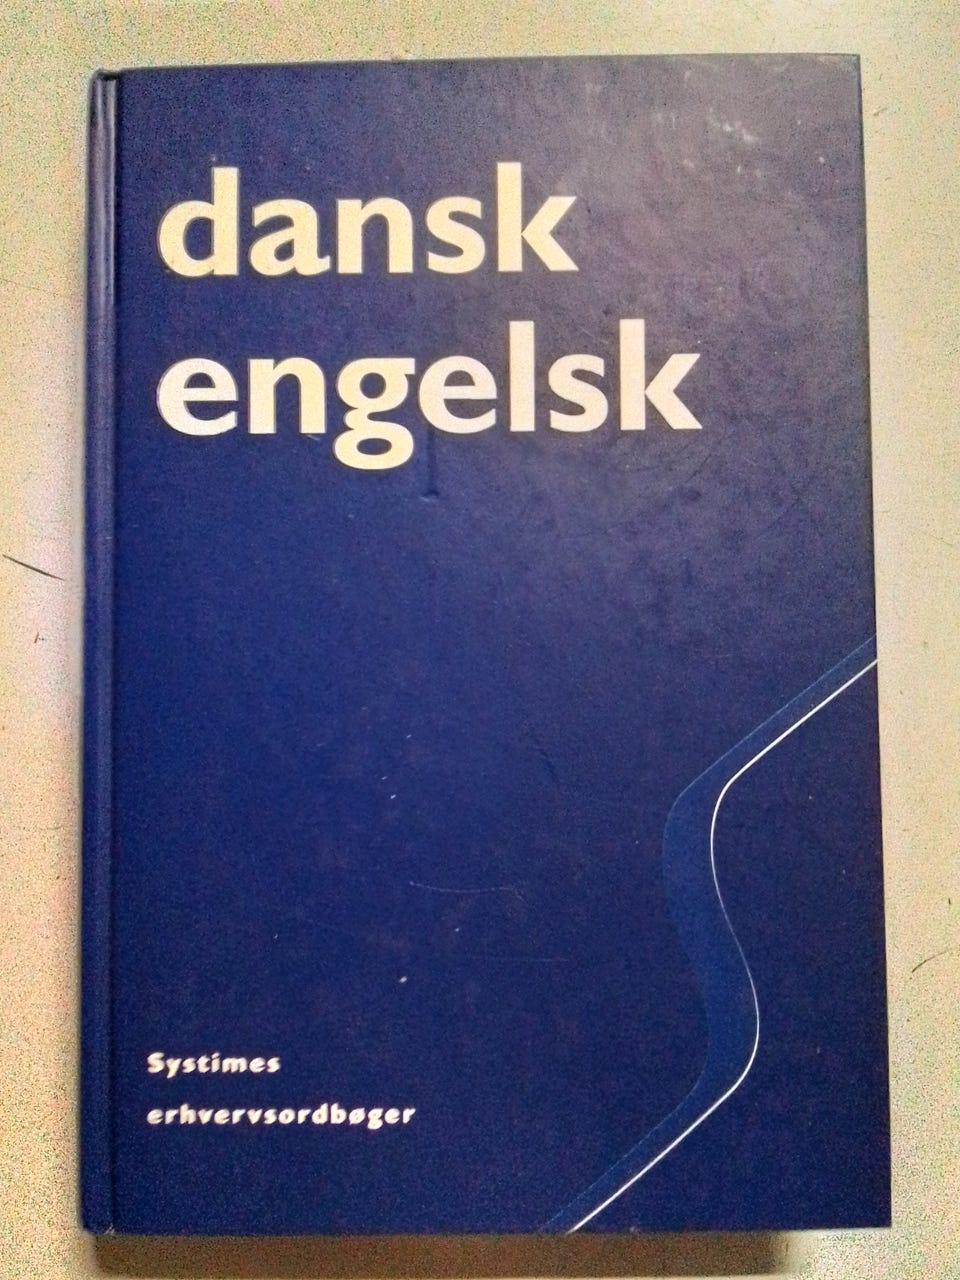 dansk
engelsk
Systimes
erhvervsordbøger